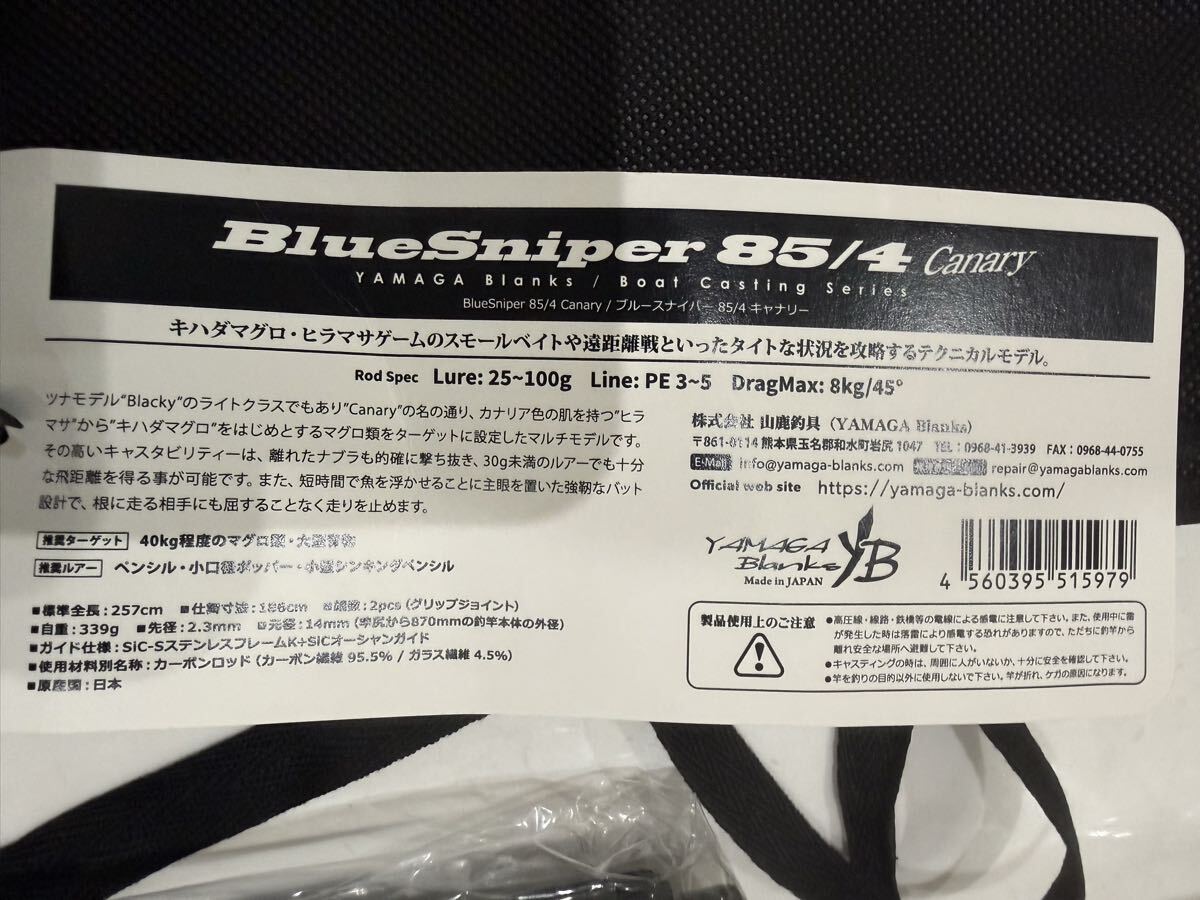 BlueSniper 85/4 Canary
YAMAGA Blanks / Boat Casting Series
BlueSniper 85/4 Canary / ブルースナイパー 85/4 キャナリー
キハダマグロ・ヒラマサゲームのスモールベイトや遠距離戦といったタイトな状況を攻略するテクニカルモデル。
Rod Spec Lure: 25~100g Line: PE 3~5 DragMax: 8kg/45°
ツナモデル"Blacky"のライトクラスでもあり"Canary"の名の通り、カナリア色の肌を持つ"ヒラ
マサ"から"キハダマグロ"をはじめとするマグロ類をターゲットに設定したマルチモデルです。
その高いキャスタビリティーは、離れたナブラも的確に撃ち抜き、30g未満のルアーでも十分
な飛距離を得る事が可能です。また、短時間で魚を浮かせることに主眼を置いた強靭なバット
設計で、根に走る相手にも屈することなく走りを止めます。
推奨ターゲット 40kg程度のマグロ類・大型青物
推奨ルアー ペンシル・小口径ポッパー・小型シンキングペンシル
■標準全長:257cm ■仕舞寸法:186cm ■継数:2pcs (グリップジョイント)
■自重:339g ■先径:2.3mm ■元径:14mm (竿尻から870mmの釣竿本体の外径)
■ガイド仕様:SiC-SステンレスフレームK+SiCオーシャンガイド
■使用材料別名称:カーボンロッド (カーボン繊維 95.5% / ガラス繊維 4.5%)
■原産国:日本
株式会社 山鹿釣具 (YAMAGA Blanks)
〒861-0114 熊本県玉名郡和水町岩尻 1047 TEL:0968-41-3939 FAX:0968-44-0755
E-Mail info@yamaga-blanks.com repair@yamagablanks.com
Official web site https://yamaga-blanks.com/
YAMAGA
Blanks YB
Made in JAPAN
4 560395 515979
製品使用上のご注意
●高圧線・線路・鉄橋等の電線による感電に注意して下さい。また、使用中に雷
が発生した時は落雷により感電する恐れがありますので、ただちに釣竿から
離れ安全な場所へ避難して下さい。
●キャスティングの時は、周囲に人がいないか、十分に安全を確認して下さい。
●竿を釣りの目的以外に使用しないで下さい。竿が折れ、ケガの原因になります。